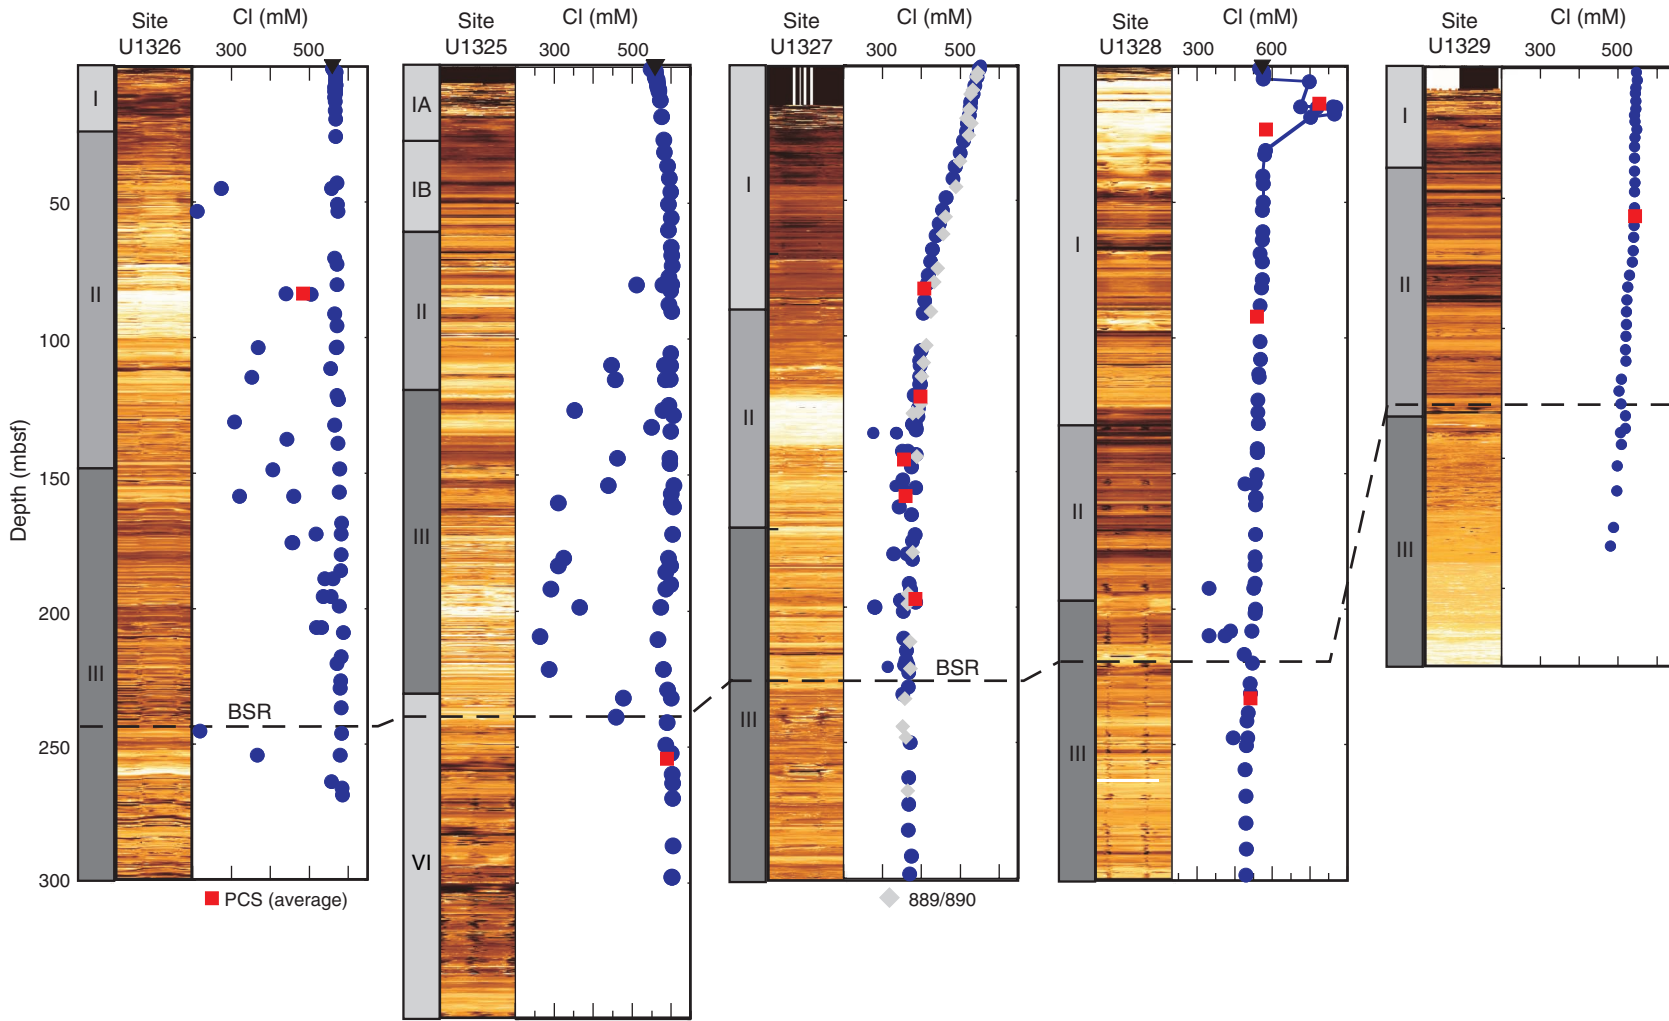 Site U1326
Cl (mM)
300 500
Site U1325
Cl (mM)
300 500
Site U1327
Cl (mM)
300 500
Site U1328
Cl (mM)
300 600
Site U1329
Cl (mM)
300 500
Depth (mbsf)
50
100
150
200
250
300
I
II
III
BSR
PCS (average)
IA
IB
II
III
VI
I
II
III
BSR
889/890
I
II
III
I
II
III